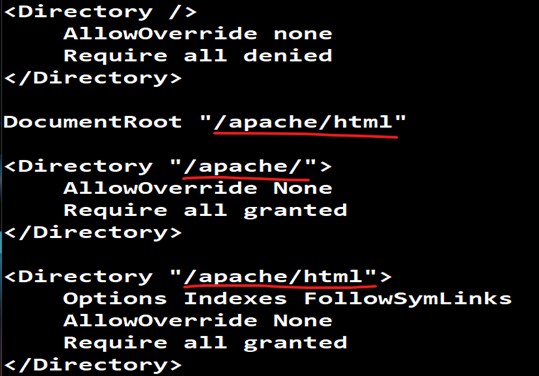 <Directory />
    AllowOverride none
    Require all denied
</Directory>
DocumentRoot "/apache/html"
<Directory "/apache/">
    AllowOverride None
    Require all granted
</Directory>
<Directory "/apache/html">
    Options Indexes FollowSymLinks
    AllowOverride None
    Require all granted
</Directory>